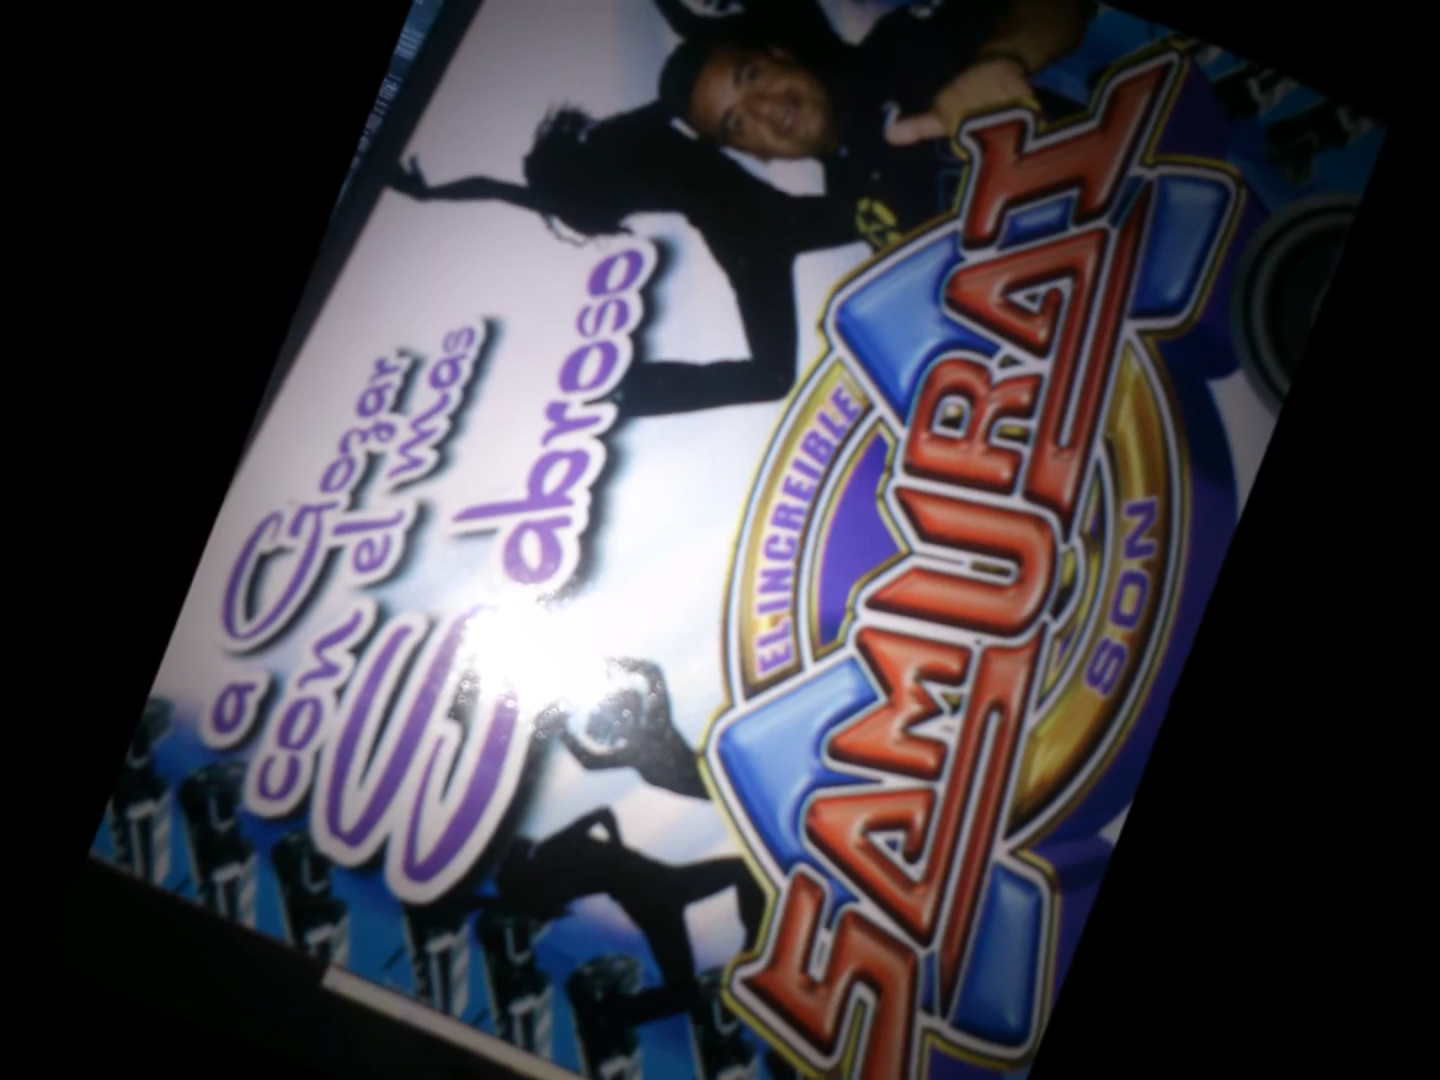 a Gozar
con el mas
Sabroso
EL INCREIBLE
SAMURAI
SON